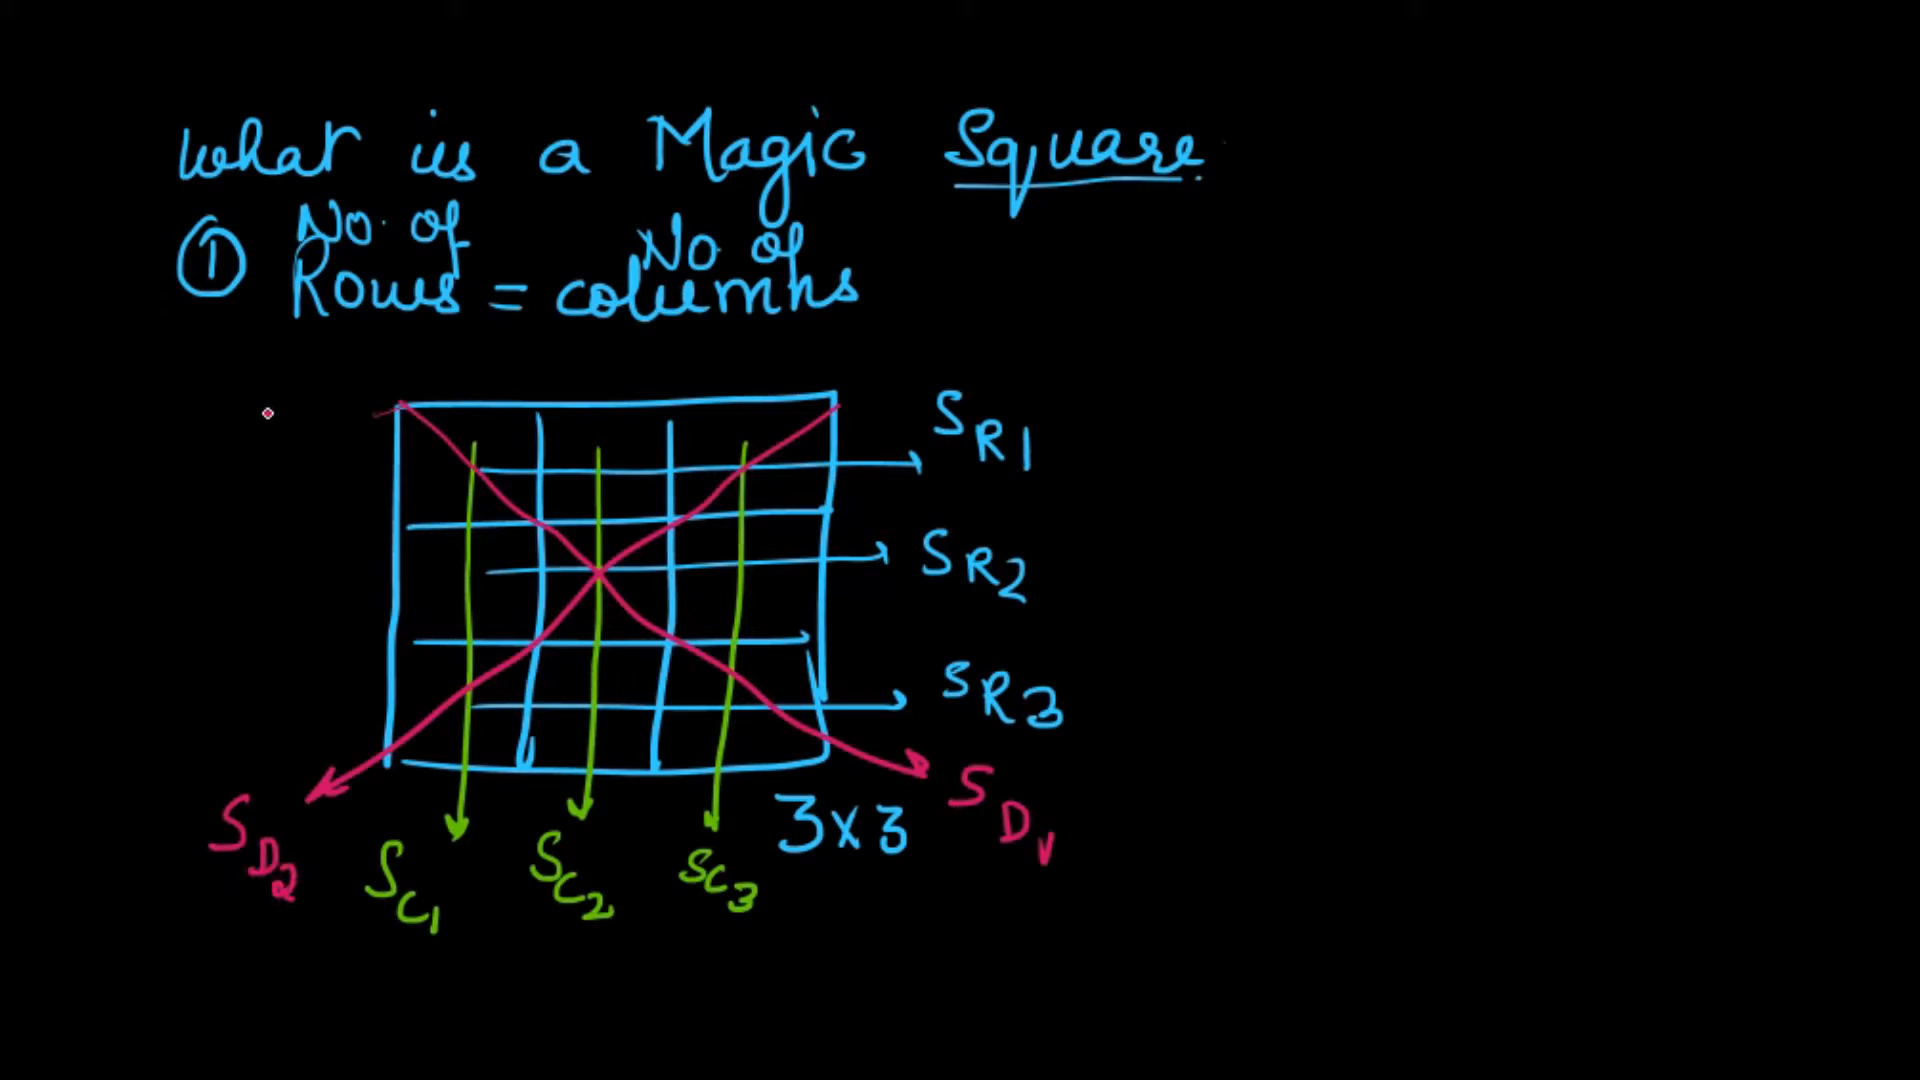 What is a Magic Square
① No. of No of
Rows = columns
SR1
SR2
SR3
SD1
3x3
SD2 SC1 SC2 SC3